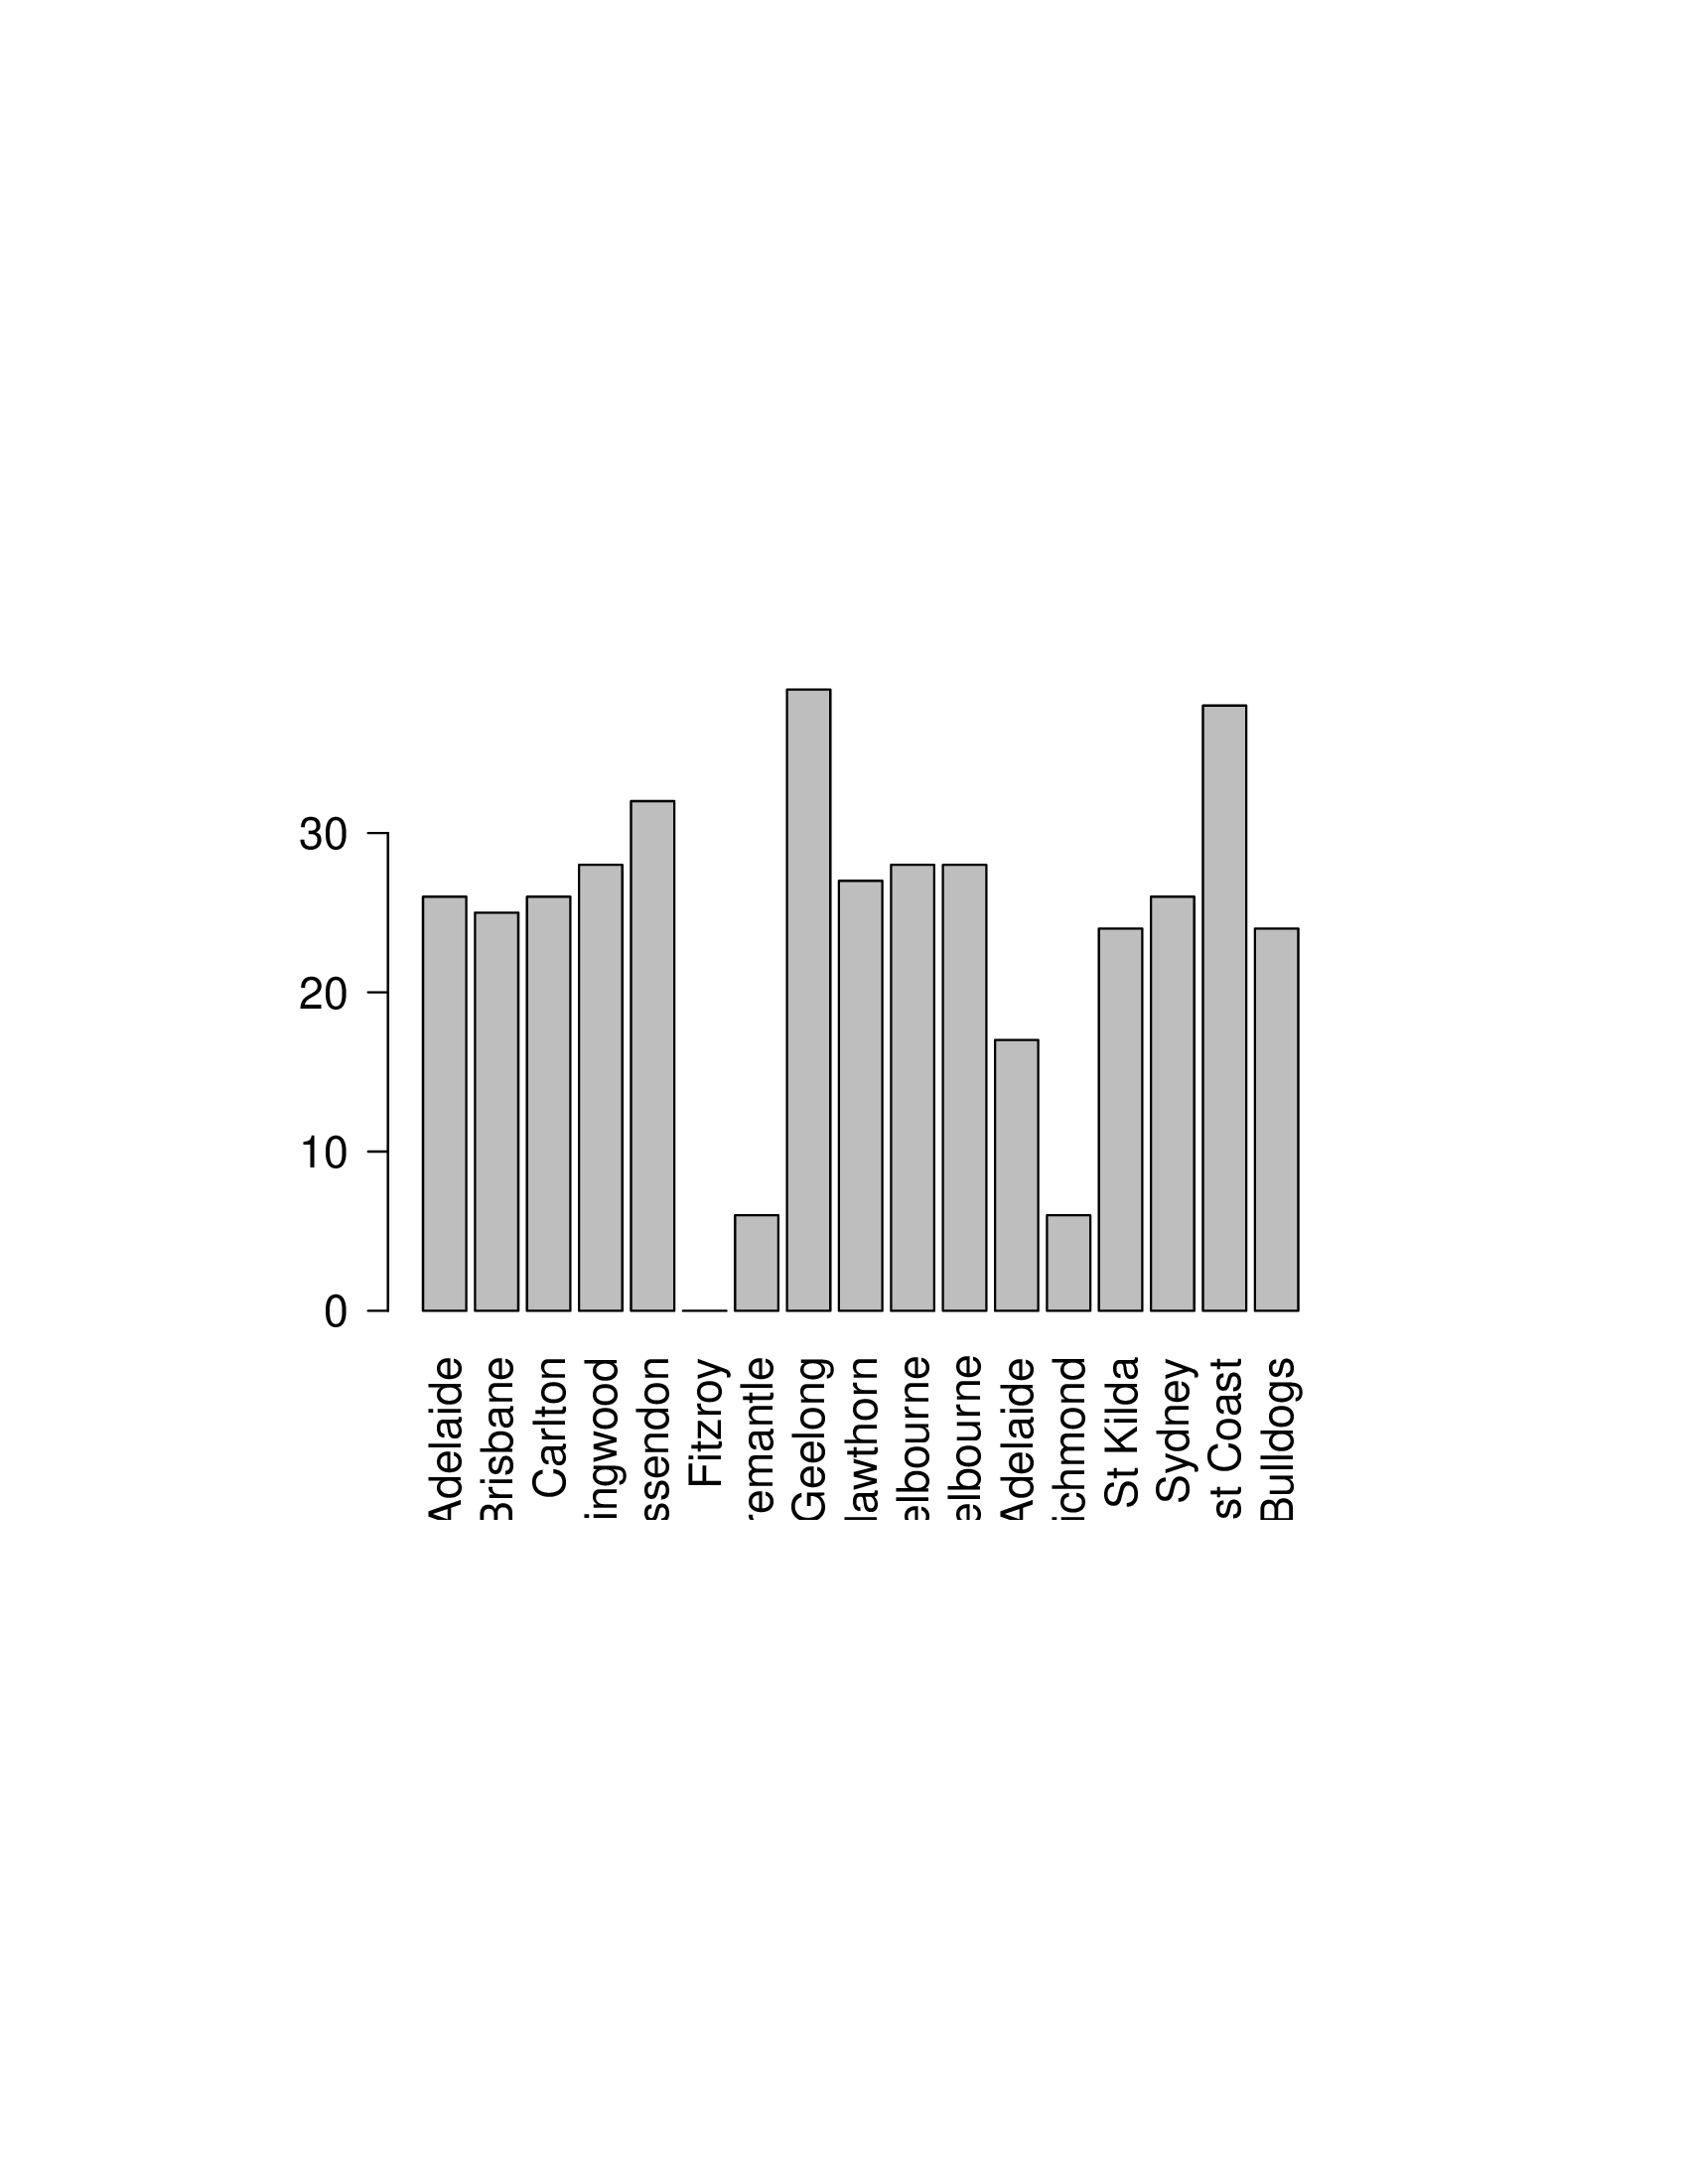 30
20
10
0
Adelaide
Brisbane
Carlton
ingwood
ssendon
Fitzroy
remantle
Geelong
lawthorn
elbourne
elbourne
Adelaide
ichmond
St Kilda
Sydney
st Coast
Bulldogs